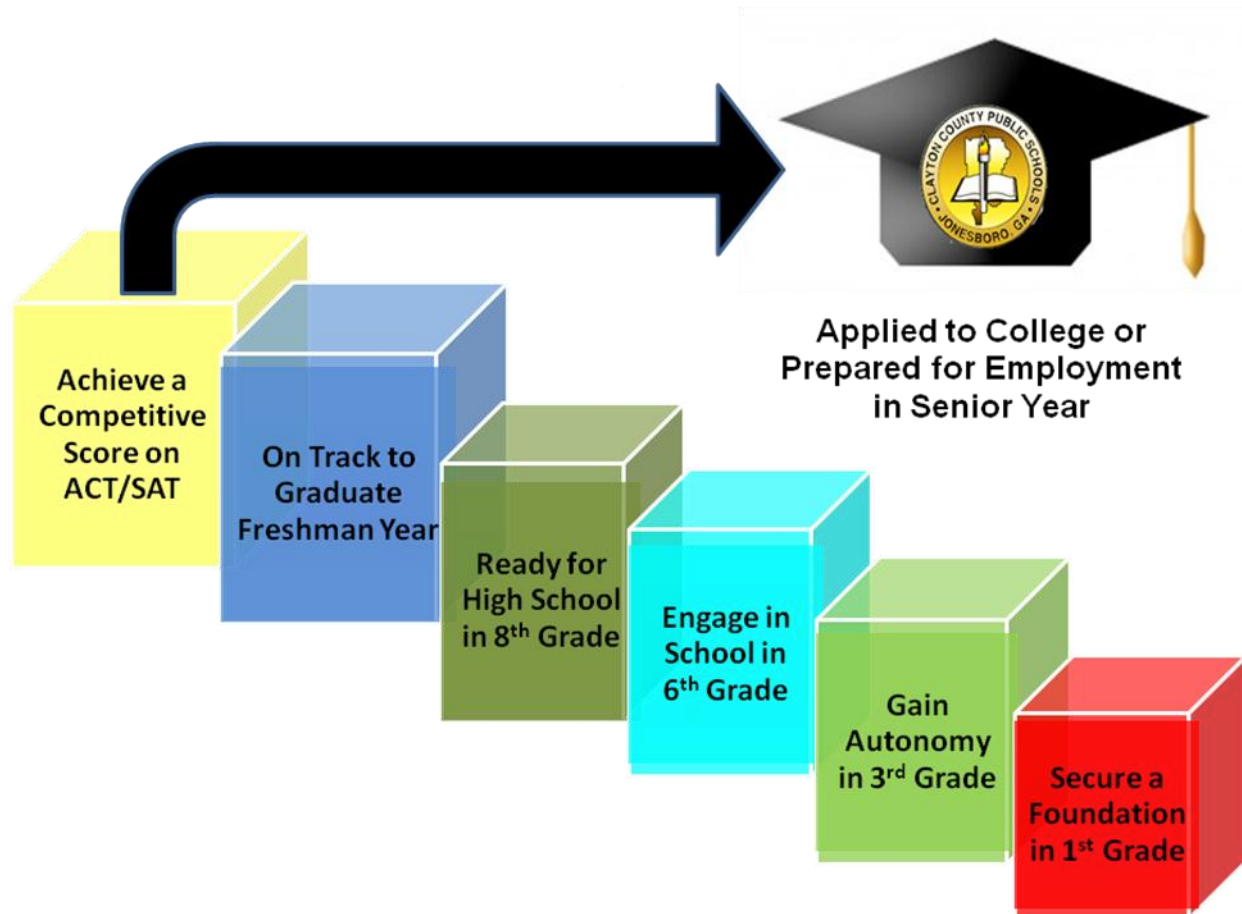 CLAYTON COUNTY PUBLIC SCHOOLS
• JONESBORO, GA •
Applied to College or
Prepared for Employment
in Senior Year
Achieve a
Competitive
Score on
ACT/SAT
On Track to
Graduate
Freshman Year
Ready for
High School
in 8th Grade
Engage in
School in
6th Grade
Gain
Autonomy
in 3rd Grade
Secure a
Foundation
in 1st Grade